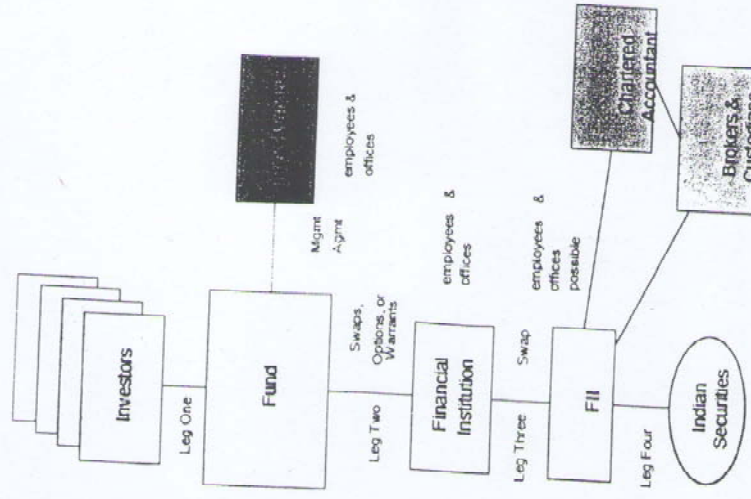 Investors
Leg One
Fund
Mgmt
Agmt
employees &
offices
Leg Two
Swaps,
Options, or
Warrants
Financial
Institution
employees &
offices
Leg Three
Swap
FII
employees &
offices
possible
Chartered
Accountant
Brokers &
Leg Four
Indian
Securities